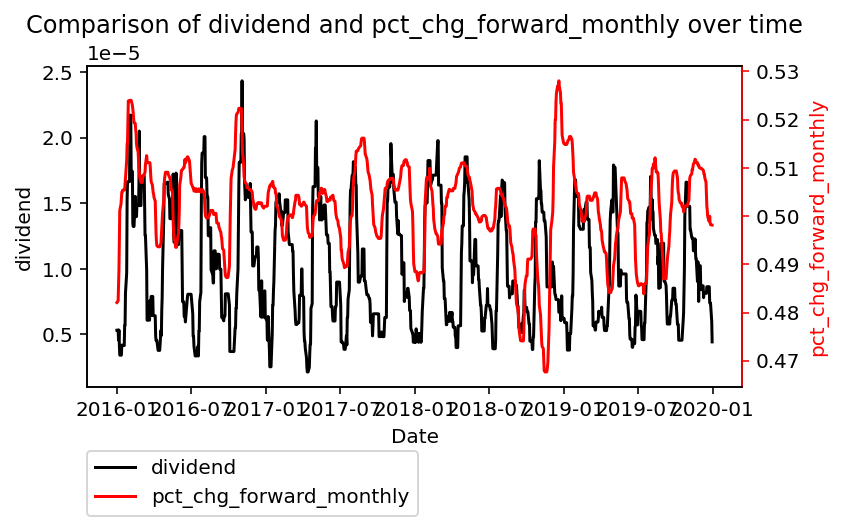 Comparison of dividend and pct_chg_forward_monthly over time
1e−5
2.5
2.0
1.5
1.0
0.5
dividend
0.53
0.52
0.51
0.50
0.49
0.48
0.47
pct_chg_forward_monthly
2016-01 2016-07 2017-01 2017-07 2018-01 2018-07 2019-01 2019-07 2020-01
Date
dividend
pct_chg_forward_monthly